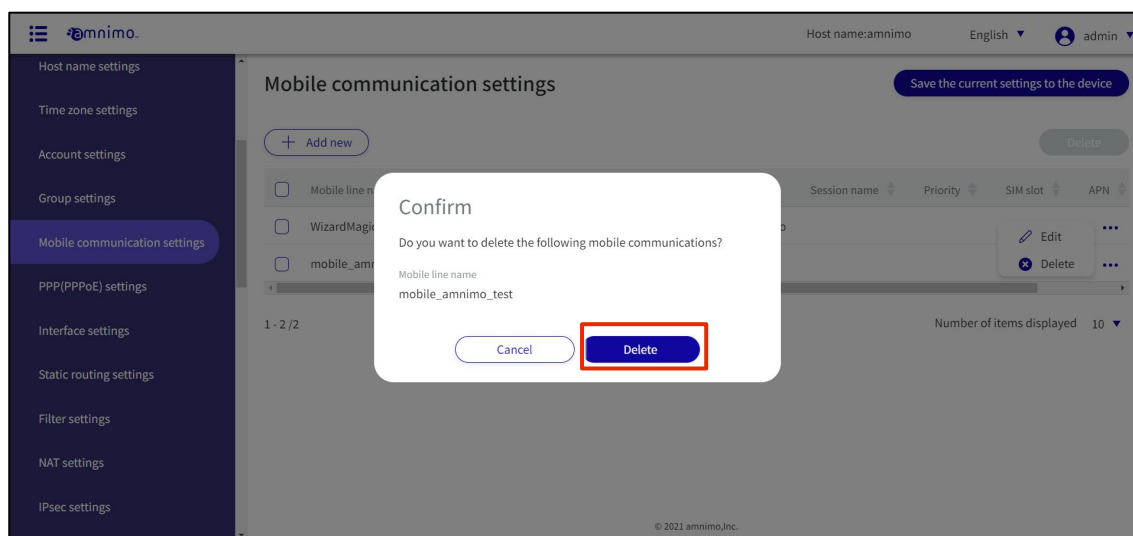 amnimo
Host name:amnimo
English
admin
Host name settings
Time zone settings
Account settings
Group settings
Mobile communication settings
PPP(PPPoE) settings
Interface settings
Static routing settings
Filter settings
NAT settings
IPsec settings
Mobile communication settings
Save the current settings to the device
+ Add new
Delete
Mobile line n
Session name
Priority
SIM slot
APN
WizardMagic
Edit
mobile_amn
Delete
1 - 2 /2
Number of items displayed 10
Confirm
Do you want to delete the following mobile communications?
Mobile line name
mobile_amnimo_test
Cancel
Delete
© 2021 amnimo,Inc.